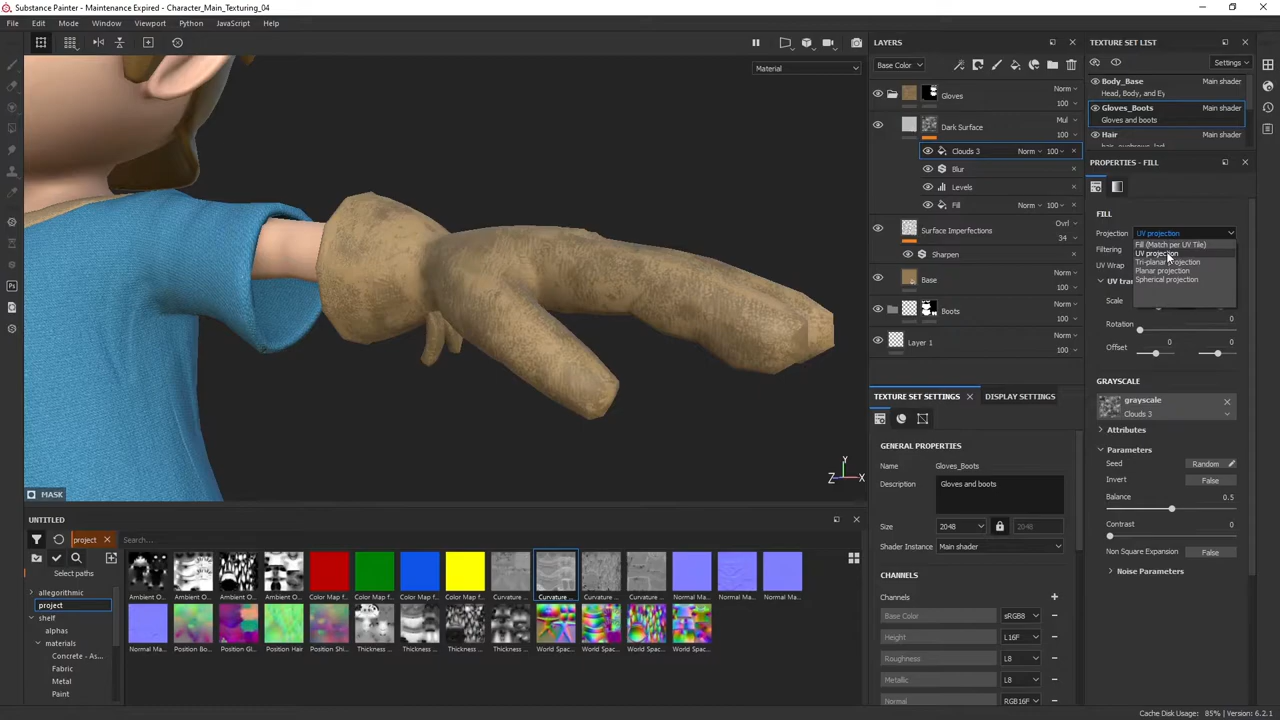 Substance Painter - Maintenance Expired - Character_Main_Texturing_04
File Edit Mode Window Viewport Python JavaScript Help
Material
LAYERS
Base Color
Gloves
Norm
100
Dark Surface
Mul
100
Clouds 3 Norm 100
Blur
Levels
Fill Norm 100
Surface Imperfections
Ovrl
34
Sharpen
Base
Norm
100
Boots
Norm
100
Layer 1
Norm
100
TEXTURE SET LIST
Settings
Body_Base Main shader
Head, Body, and Ey
Gloves_Boots Main shader
Gloves and boots
Hair Main shader
PROPERTIES - FILL
FILL
Projection UV projection
Fill (Match per UV Tile)
UV projection
Tri-planar projection
Planar projection
Spherical projection
Filtering
UV Wrap
Scale
Rotation 0
Offset 0 0
GRAYSCALE
grayscale
Clouds 3
Attributes
Parameters
Seed Random
Invert False
Balance 0.5
Contrast 0
Non Square Expansion False
Noise Parameters
TEXTURE SET SETTINGS DISPLAY SETTINGS
GENERAL PROPERTIES
Name Gloves_Boots
Description Gloves and boots
Size 2048 2048
Shader Instance Main shader
CHANNELS
Channels
Base Color sRGB8
Height L16F
Roughness L8
Metallic L8
Normal RGB16F
MASK
Y
Z X
UNTITLED
project Search...
Select paths
allegorithmic
project
shelf
alphas
materials
Concrete - As...
Fabric
Metal
Paint
Ambient O... Ambient O... Ambient O... Ambient O... Color Map f... Color Map f... Color Map f... Color Map f... Curvature ... Curvature ... Curvature ... Curvature ... Normal Ma... Normal Ma... Normal Ma...
Normal Ma... Position Bo... Position Gl... Position Hair Position Shi... Thickness ... Thickness ... Thickness ... Thickness ... World Spac... World Spac... World Spac... World Spac...
Cache Disk Usage: 85% | Version: 6.2.1